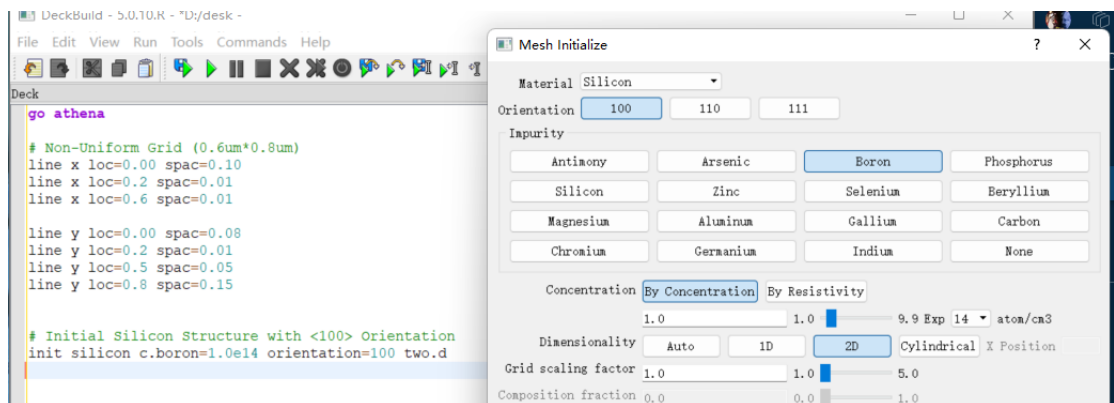 DeckBuild - 5.0.10.R - *D:/desk -
File Edit View Run Tools Commands Help
Deck
go athena
# Non-Uniform Grid (0.6um*0.8um)
line x loc=0.00 spac=0.10
line x loc=0.2 spac=0.01
line x loc=0.6 spac=0.01
line y loc=0.00 spac=0.08
line y loc=0.2 spac=0.01
line y loc=0.5 spac=0.05
line y loc=0.8 spac=0.15
# Initial Silicon Structure with <100> Orientation
init silicon c.boron=1.0e14 orientation=100 two.d
Mesh Initialize
Material Silicon
Orientation 100 110 111
Impurity
Antimony Arsenic Boron Phosphorus
Silicon Zinc Selenium Beryllium
Magnesium Aluminum Gallium Carbon
Chromium Germanium Indium None
Concentration By Concentration By Resistivity
1.0 1.0 9.9 Exp 14 atom/cm3
Dimensionality Auto 1D 2D Cylindrical X Position
Grid scaling factor 1.0 1.0 5.0
Composition fraction 0.0 0.0 1.0